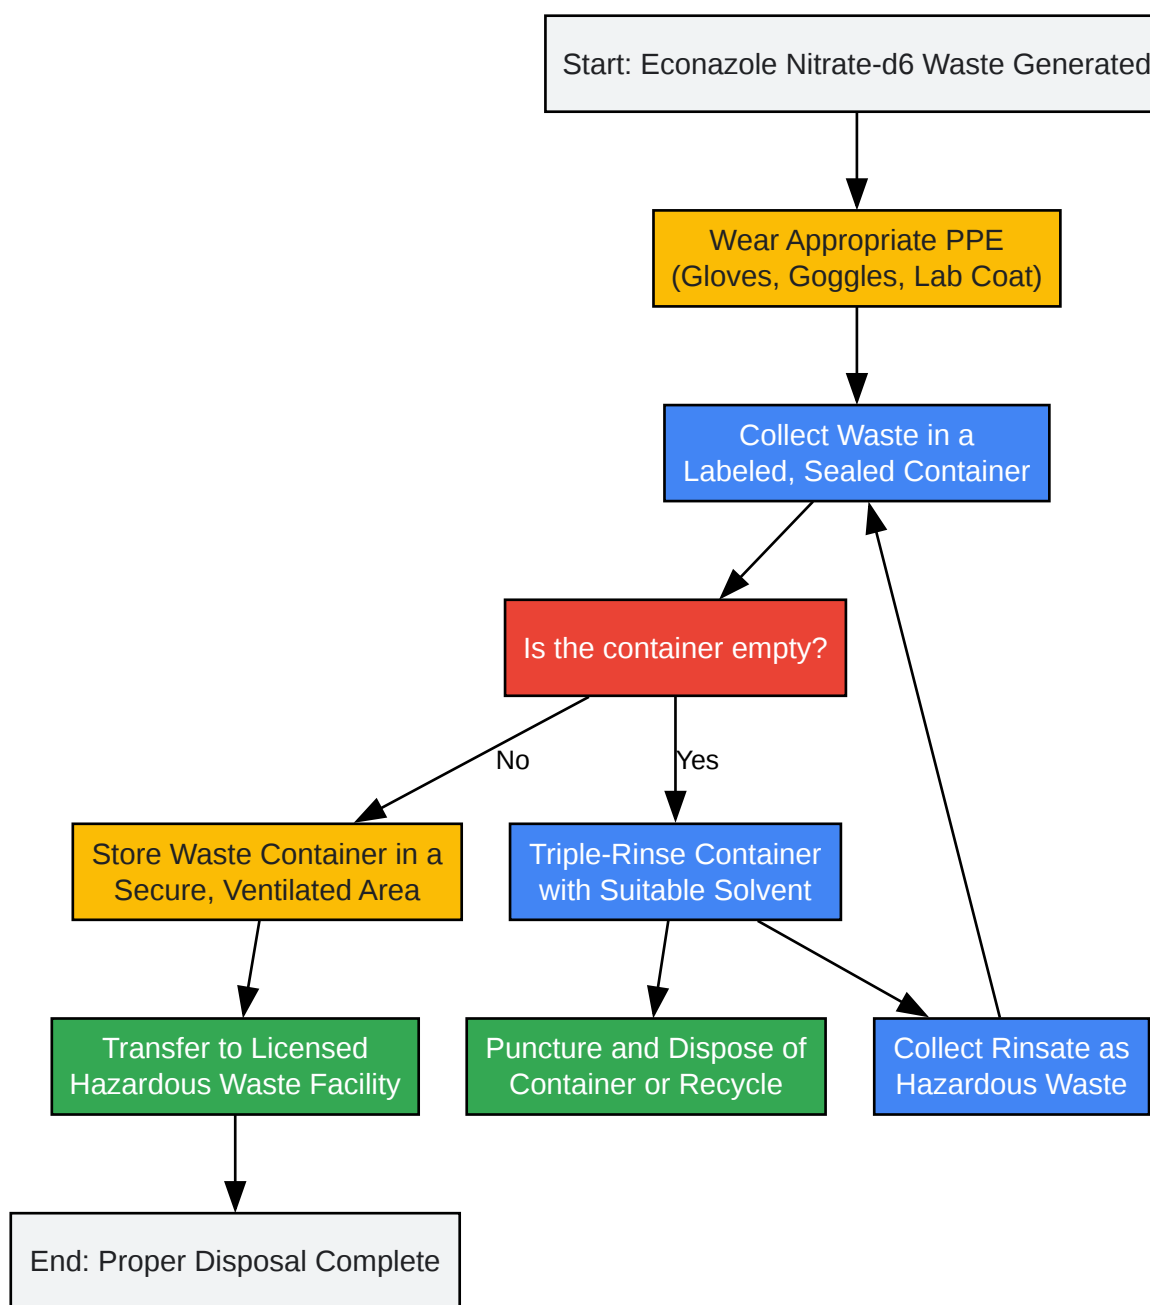 Start: Econazole Nitrate-d6 Waste Generated
Wear Appropriate PPE
(Gloves, Goggles, Lab Coat)
Collect Waste in a
Labeled, Sealed Container
Is the container empty?
No
Yes
Store Waste Container in a
Secure, Ventilated Area
Triple-Rinse Container
with Suitable Solvent
Transfer to Licensed
Hazardous Waste Facility
Puncture and Dispose of
Container or Recycle
Collect Rinsate as
Hazardous Waste
End: Proper Disposal Complete